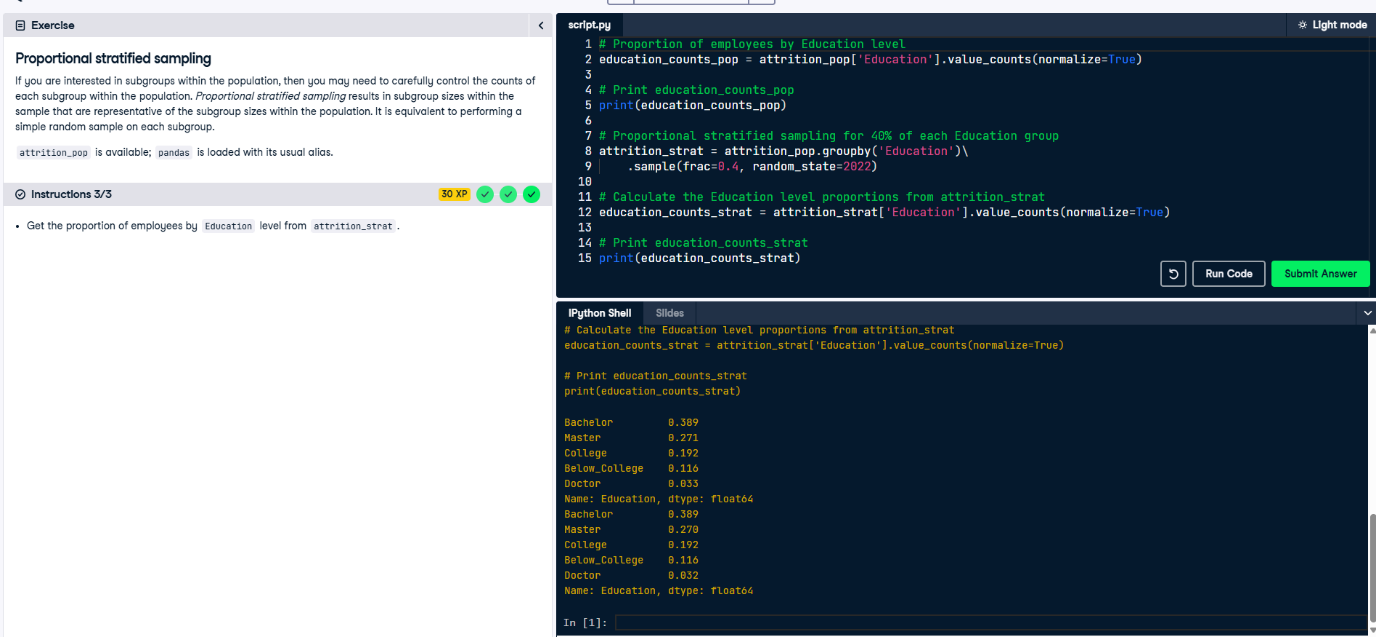 Exercise
Proportional stratified sampling
If you are interested in subgroups within the population, then you may need to carefully control the counts of
each subgroup within the population. Proportional stratified sampling results in subgroup sizes within the
sample that are representative of the subgroup sizes within the population. It is equivalent to performing a
simple random sample on each subgroup.
attrition_pop is available; pandas is loaded with its usual alias.
Instructions 3/3
30 XP
• Get the proportion of employees by Education level from attrition_strat.
script.py
Light mode
1 # Proportion of employees by Education level
2 education_counts_pop = attrition_pop['Education'].value_counts(normalize=True)
3
4 # Print education_counts_pop
5 print(education_counts_pop)
6
7 # Proportional stratified sampling for 40% of each Education group
8 attrition_strat = attrition_pop.groupby('Education')\
9     .sample(frac=0.4, random_state=2022)
10
11 # Calculate the Education level proportions from attrition_strat
12 education_counts_strat = attrition_strat['Education'].value_counts(normalize=True)
13
14 # Print education_counts_strat
15 print(education_counts_strat)
Run Code
Submit Answer
IPython Shell
Slides
# Calculate the Education level proportions from attrition_strat
education_counts_strat = attrition_strat['Education'].value_counts(normalize=True)
# Print education_counts_strat
print(education_counts_strat)
Bachelor 0.389
Master 0.271
College 0.192
Below_College 0.116
Doctor 0.033
Name: Education, dtype: float64
Bachelor 0.389
Master 0.270
College 0.192
Below_College 0.116
Doctor 0.032
Name: Education, dtype: float64
In [1]: